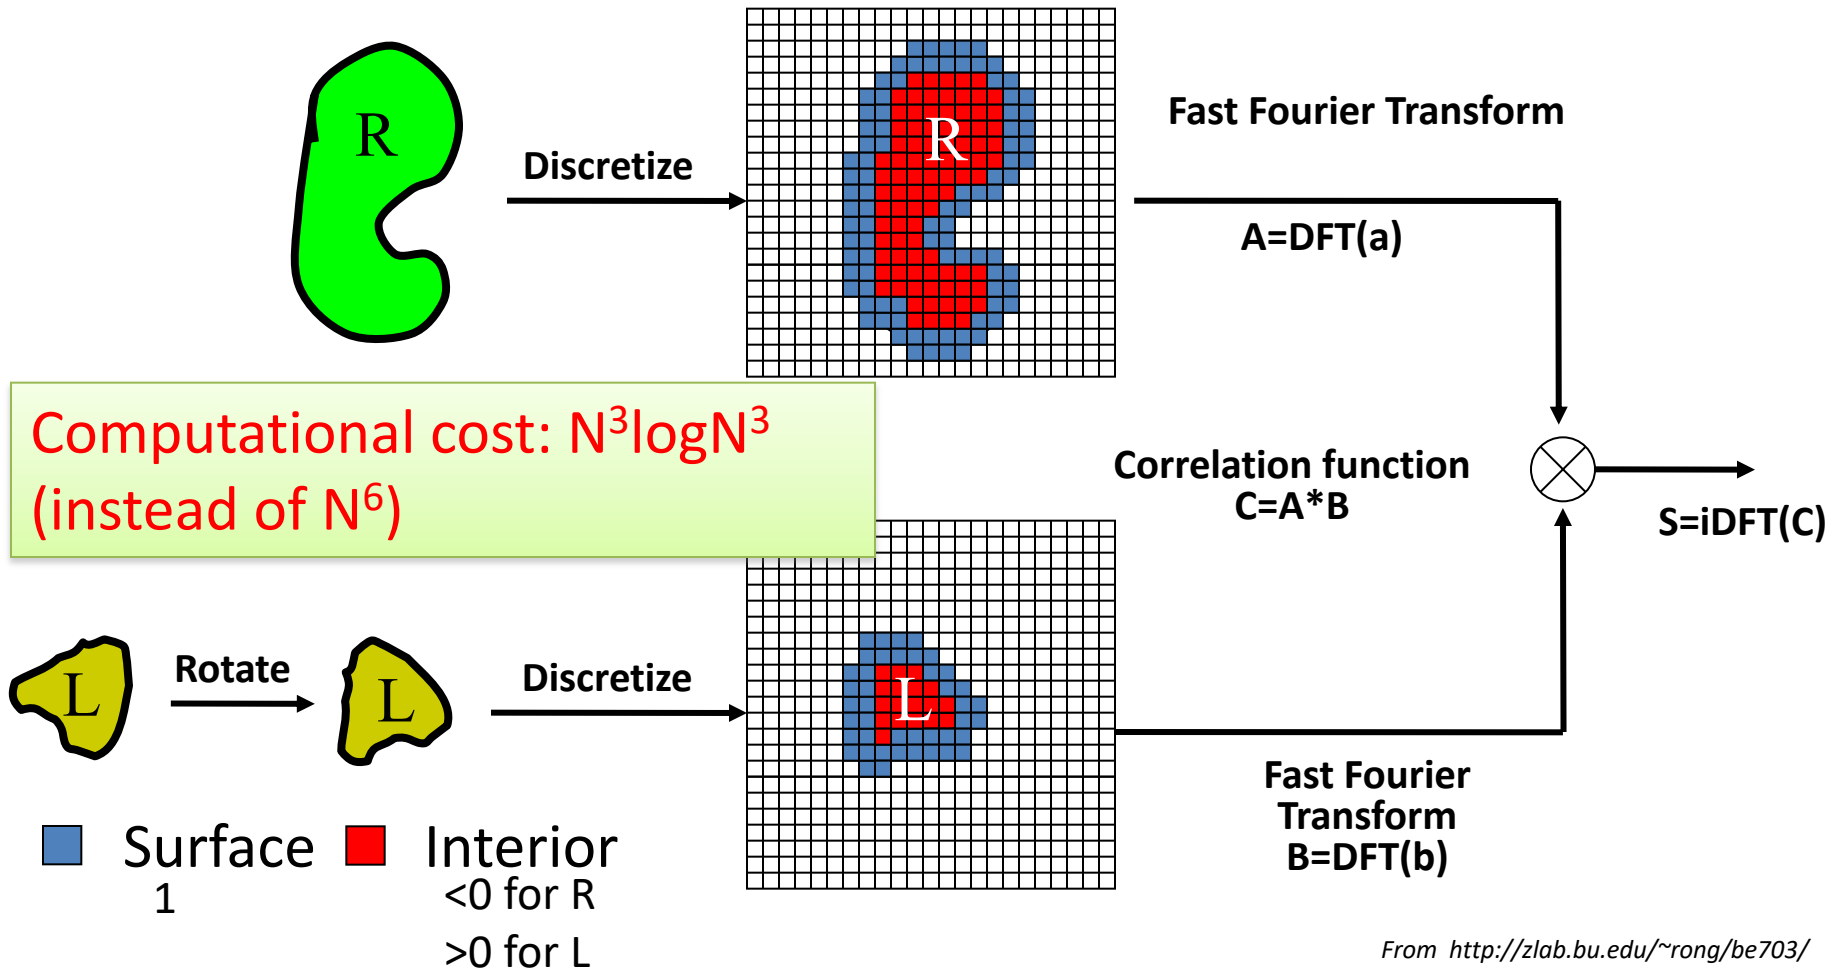 R
Discretize
R
Fast Fourier Transform
A=DFT(a)
Computational cost: N³logN³
(instead of N⁶)
Correlation function
C=A*B
S=iDFT(C)
L
Rotate
L
Discretize
L
Fast Fourier
Transform
B=DFT(b)
Surface
1
Interior
<0 for R
>0 for L
From http://zlab.bu.edu/~rong/be703/